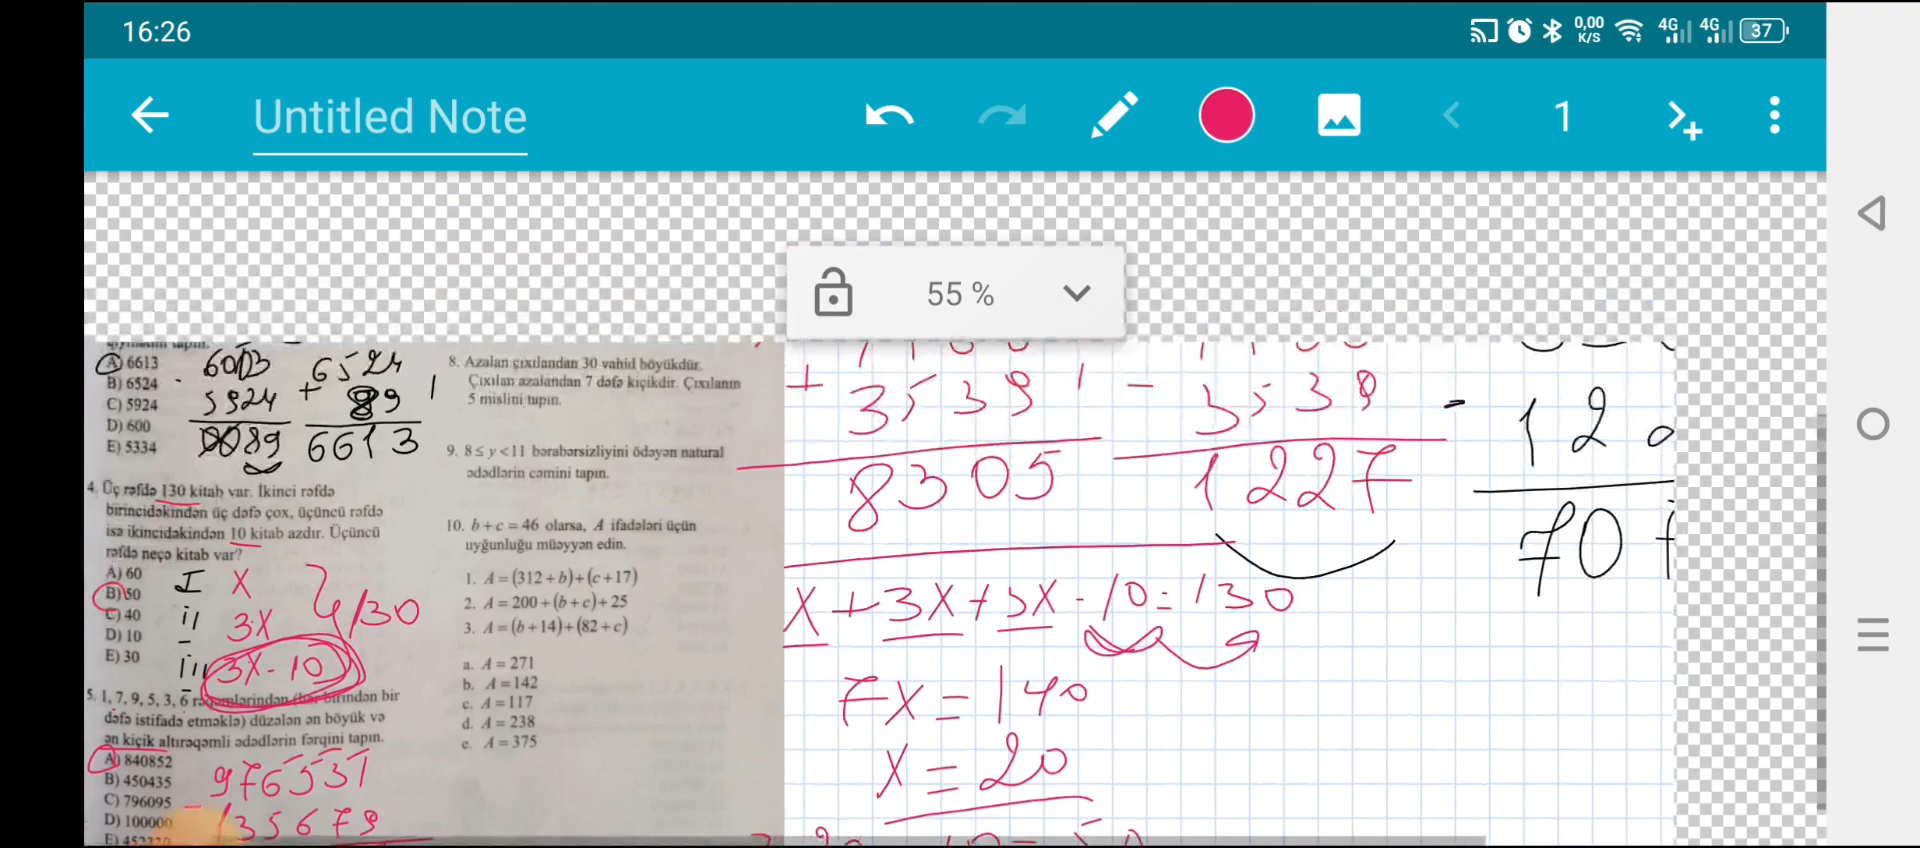 16:26
0,00 K/S 4G 4G 37
Untitled Note
1
55 %
A) 6613
B) 6524
C) 5924
D) 600
E) 5334
6013
5924
89
6524
+ 89
6613
4. Üç rəfdə 130 kitab var. İkinci rəfdə
birincidəkindən üç dəfə çox, üçüncü rəfdə
isə ikincidəkindən 10 kitab azdır. Üçüncü
rəfdə neçə kitab var?
A) 60
B) 50
C) 40
D) 10
E) 30
I X
ii 3X
iii 3X - 10
130
5. 1, 7, 9, 5, 3, 6 rəqəmlərindən (hər birindən bir
dəfə istifadə etməklə) düzələn ən böyük və
ən kiçik altırəqəmli ədədlərin fərqini tapın.
A) 840852
B) 450435
C) 796095
D) 100000
976531
- 135679
8. Azalan çıxılandan 30 vahid böyükdür.
Çıxılan azalandan 7 dəfə kiçikdir. Çıxılanın
5 mislini tapın.
9. 8 ≤ y < 11 bərabərsizliyini ödəyən natural
ədədlərin cəmini tapın.
10. b + c = 46 olarsa, A ifadələri üçün
uyğunluğu müəyyən edin.
1. A = (312 + b) + (c + 17)
2. A = 200 + (b + c) + 25
3. A = (b + 14) + (82 + c)
a. A = 271
b. A = 142
c. A = 117
d. A = 238
e. A = 375
+ 3539
8305
- 3539
1227
X + 3X + 3X - 10 = 130
7X = 140
X = 20